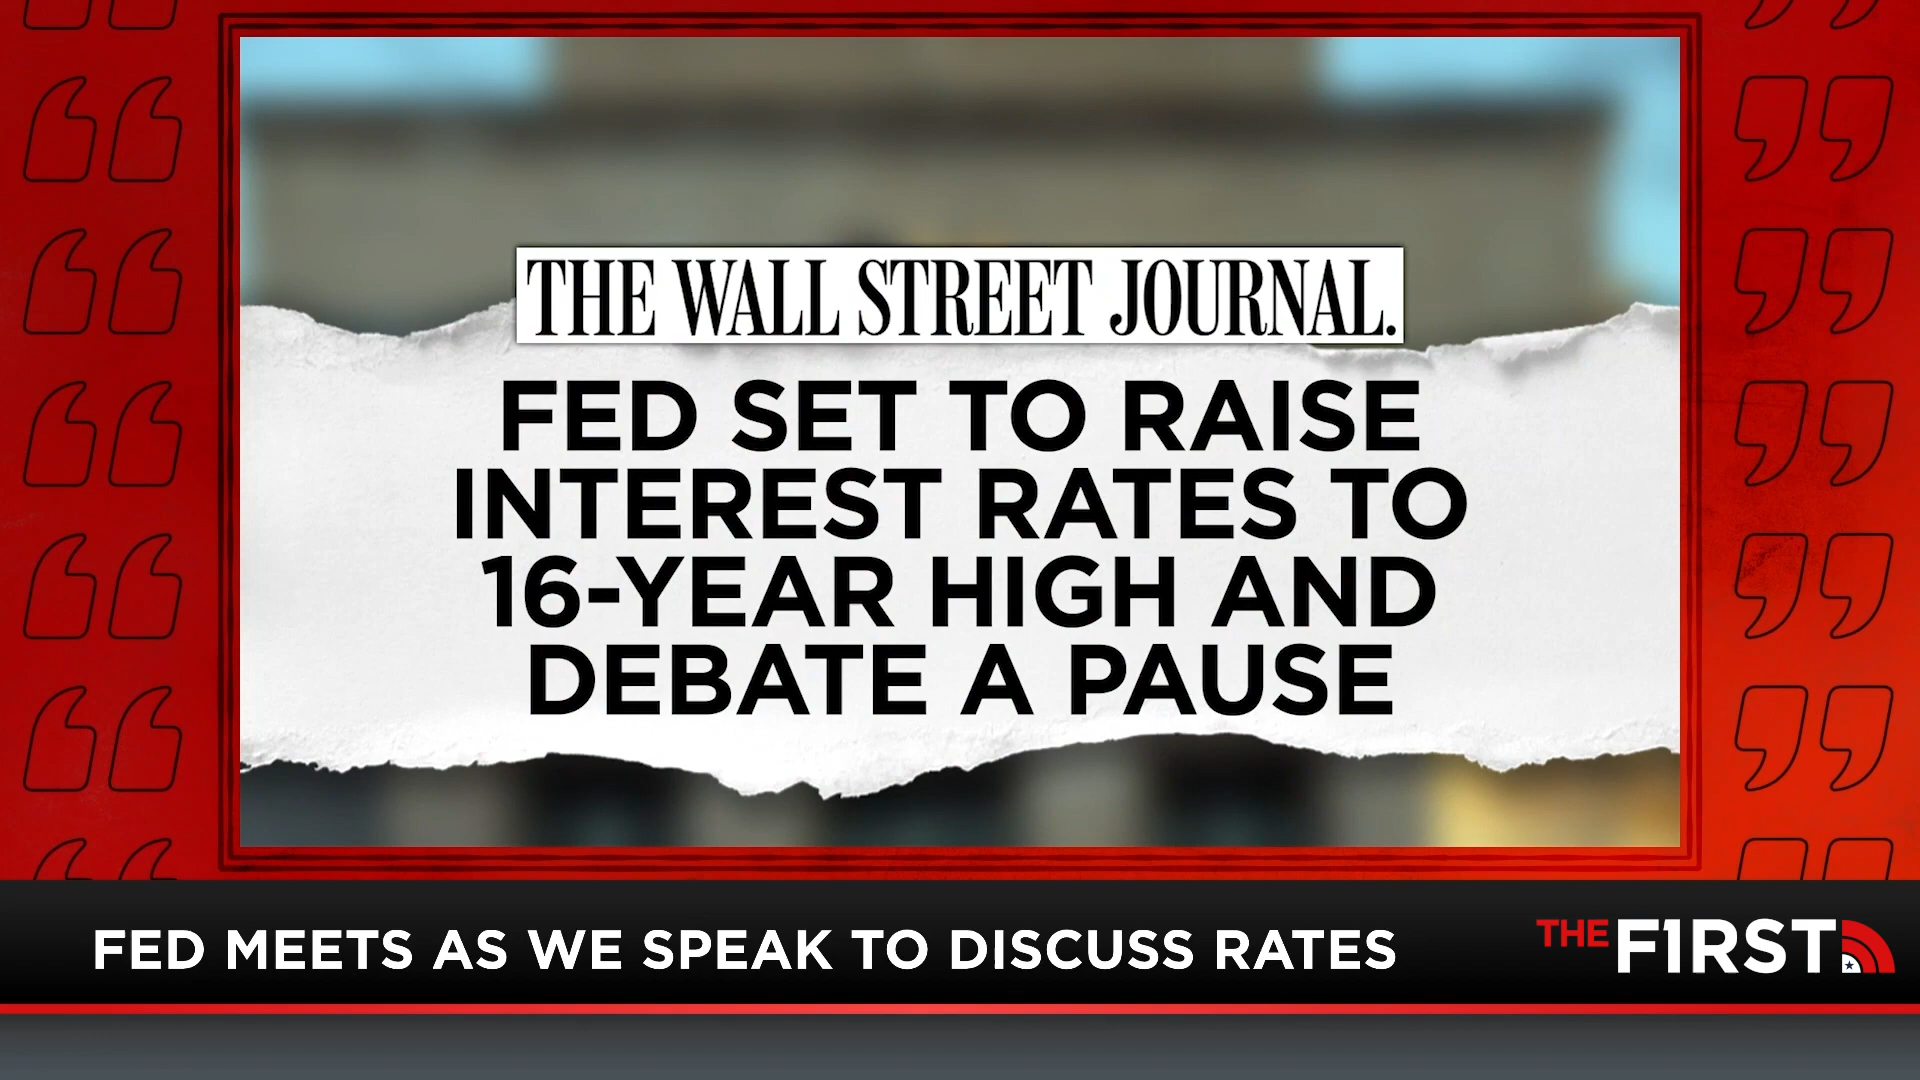 THE WALL STREET JOURNAL.
FED SET TO RAISE
INTEREST RATES TO
16-YEAR HIGH AND
DEBATE A PAUSE
FED MEETS AS WE SPEAK TO DISCUSS RATES
THE F1RST